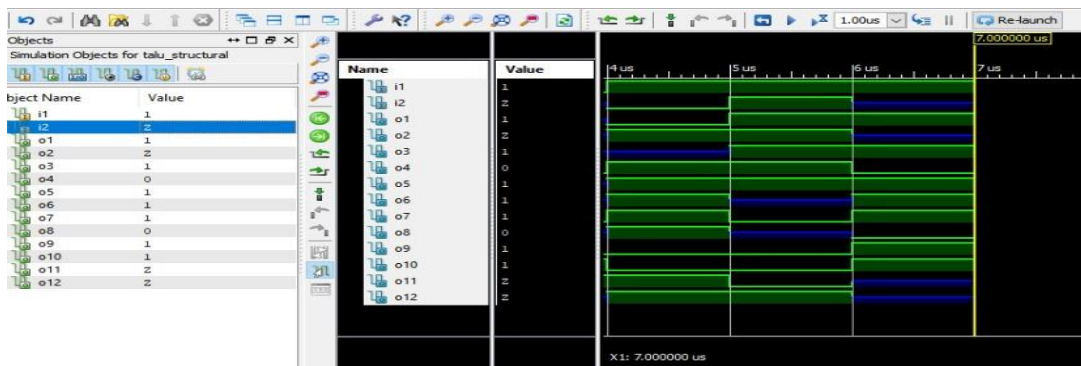 1.00us
Re-launch
Objects
Simulation Objects for talu_structural
bject Name Value
i1 1
i2 z
o1 1
o2 z
o3 1
o4 0
o5 1
o6 1
o7 1
o8 0
o9 1
o10 1
o11 z
o12 z
Name Value
i1 1
i2 z
o1 1
o2 z
o3 1
o4 0
o5 1
o6 1
o7 1
o8 0
o9 1
o10 1
o11 z
o12 z
7.000000 us
4 us 5 us 6 us 7 us
X1: 7.000000 us